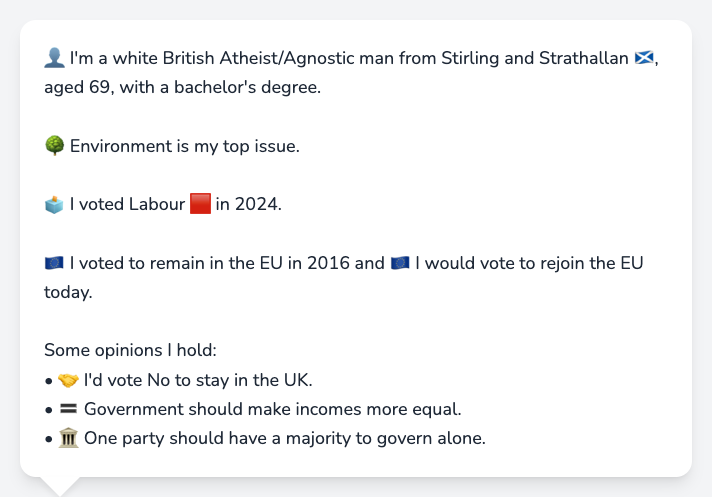 👤 I'm a white British Atheist/Agnostic man from Stirling and Strathallan 🏴󠁧󠁢󠁳󠁣󠁴󠁿,
aged 69, with a bachelor's degree.
🌳 Environment is my top issue.
🗳️ I voted Labour 🟥 in 2024.
🇪🇺 I voted to remain in the EU in 2016 and 🇪🇺 I would vote to rejoin the EU
today.
Some opinions I hold:
• 🤝 I'd vote No to stay in the UK.
• 🟰 Government should make incomes more equal.
• 🏛️ One party should have a majority to govern alone.